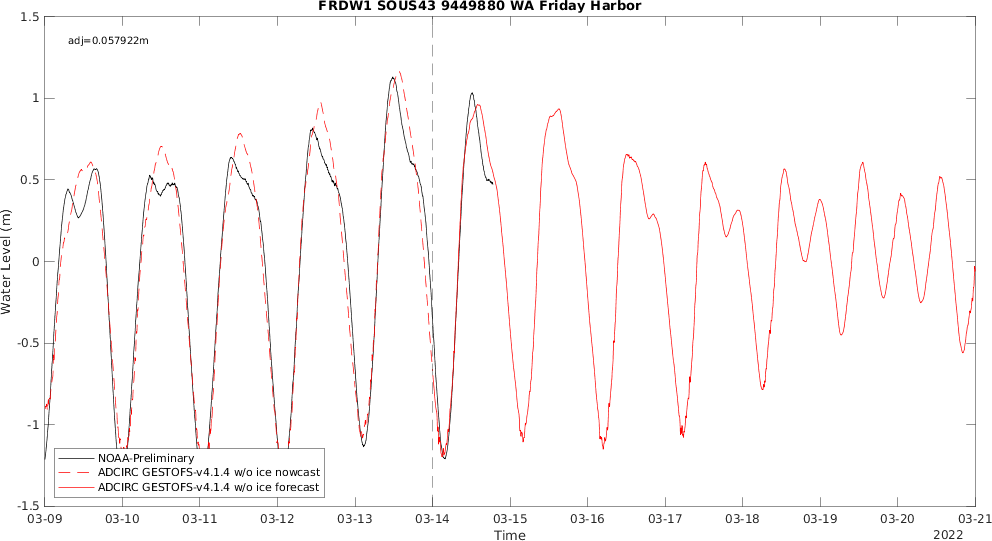 FRDW1 SOUS43 9449880 WA Friday Harbor
adj=0.057922m
1.5
1
0.5
0
-0.5
-1
-1.5
Water Level (m)
NOAA-Preliminary
ADCIRC GESTOFS-v4.1.4 w/o ice nowcast
ADCIRC GESTOFS-v4.1.4 w/o ice forecast
03-09 03-10 03-11 03-12 03-13 03-14 03-15 03-16 03-17 03-18 03-19 03-20 03-21
Time
2022